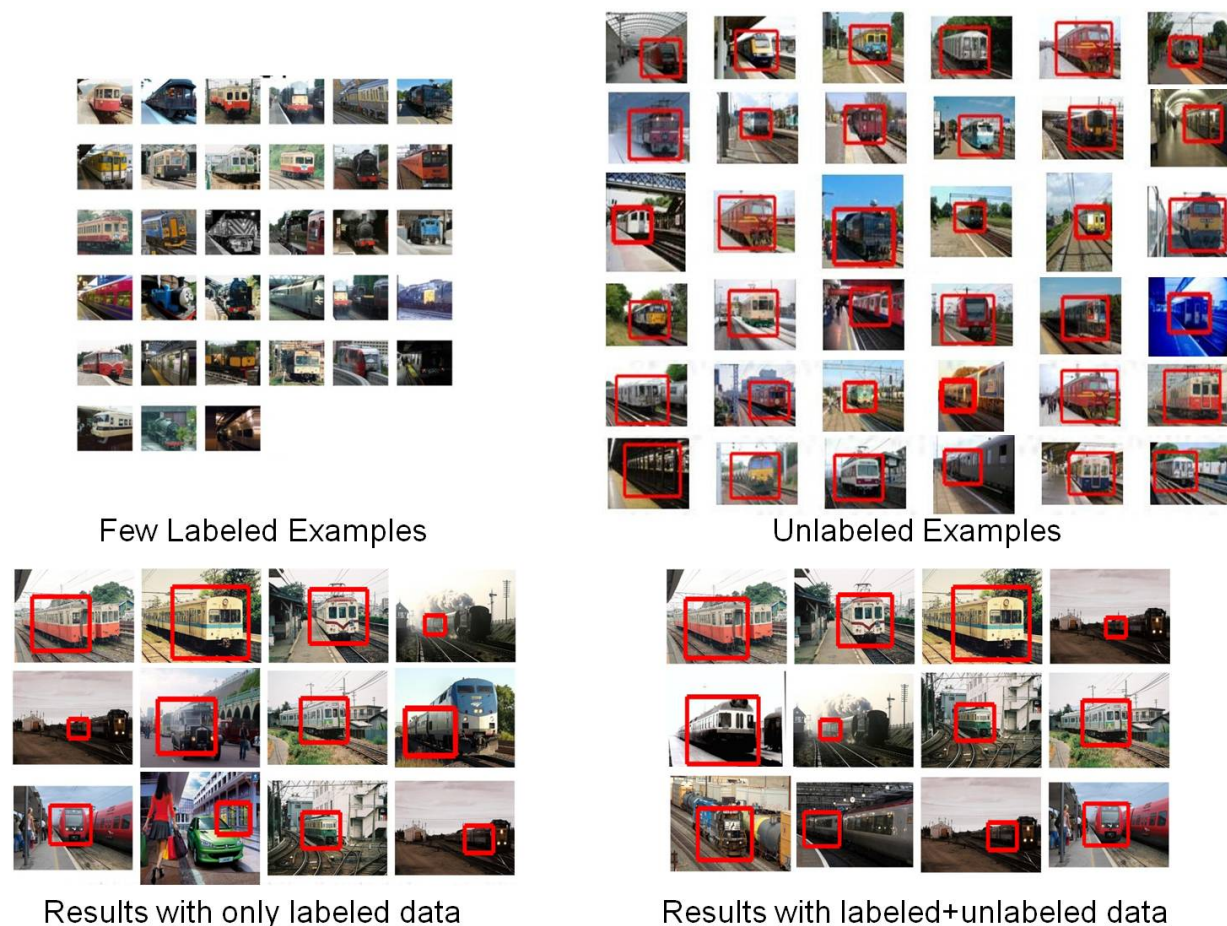 Few Labeled Examples
Unlabeled Examples
Results with only labeled data
Results with labeled+unlabeled data